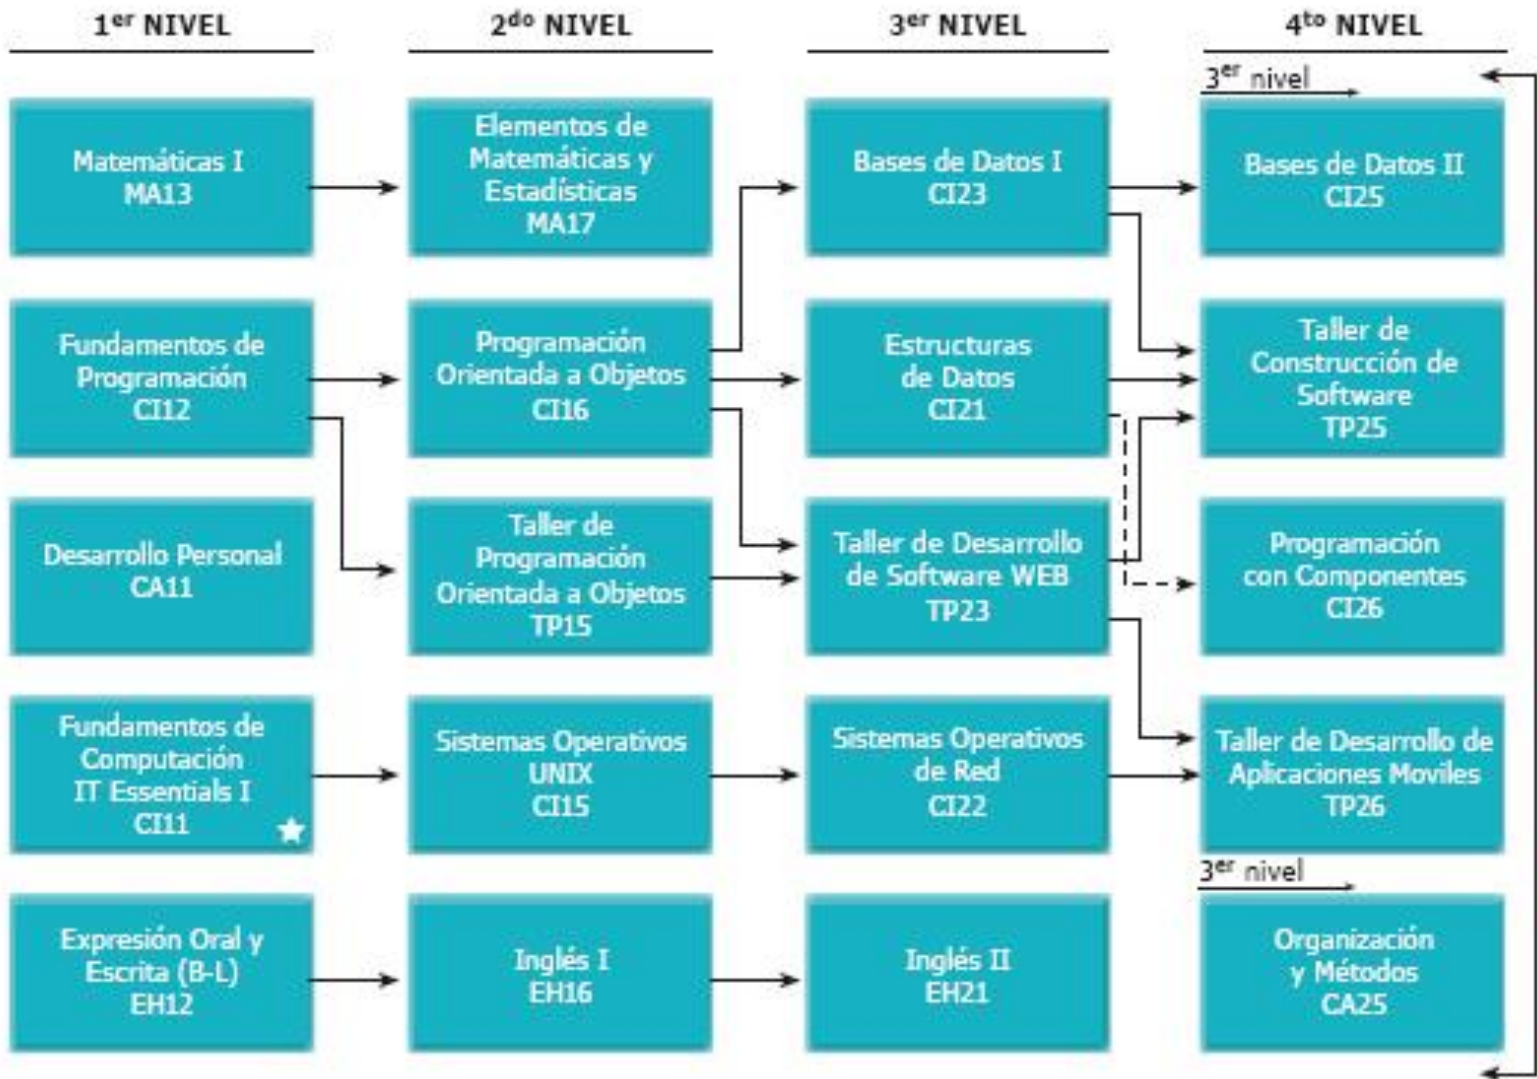 1er NIVEL
2do NIVEL
3er NIVEL
4to NIVEL
3er nivel
Matemáticas I
MA13
Elementos de
Matemáticas y
Estadísticas
MA17
Bases de Datos I
CI23
Bases de Datos II
CI25
Fundamentos de
Programación
CI12
Programación
Orientada a Objetos
CI16
Estructuras
de Datos
CI21
Taller de
Construcción de
Software
TP25
Desarrollo Personal
CA11
Taller de
Programación
Orientada a Objetos
TP15
Taller de Desarrollo
de Software WEB
TP23
Programación
con Componentes
CI26
Fundamentos de
Computación
IT Essentials I
CI11
Sistemas Operativos
UNIX
CI15
Sistemas Operativos
de Red
CI22
Taller de Desarrollo de
Aplicaciones Moviles
TP26
3er nivel
Expresión Oral y
Escrita (B-L)
EH12
Inglés I
EH16
Inglés II
EH21
Organización
y Métodos
CA25